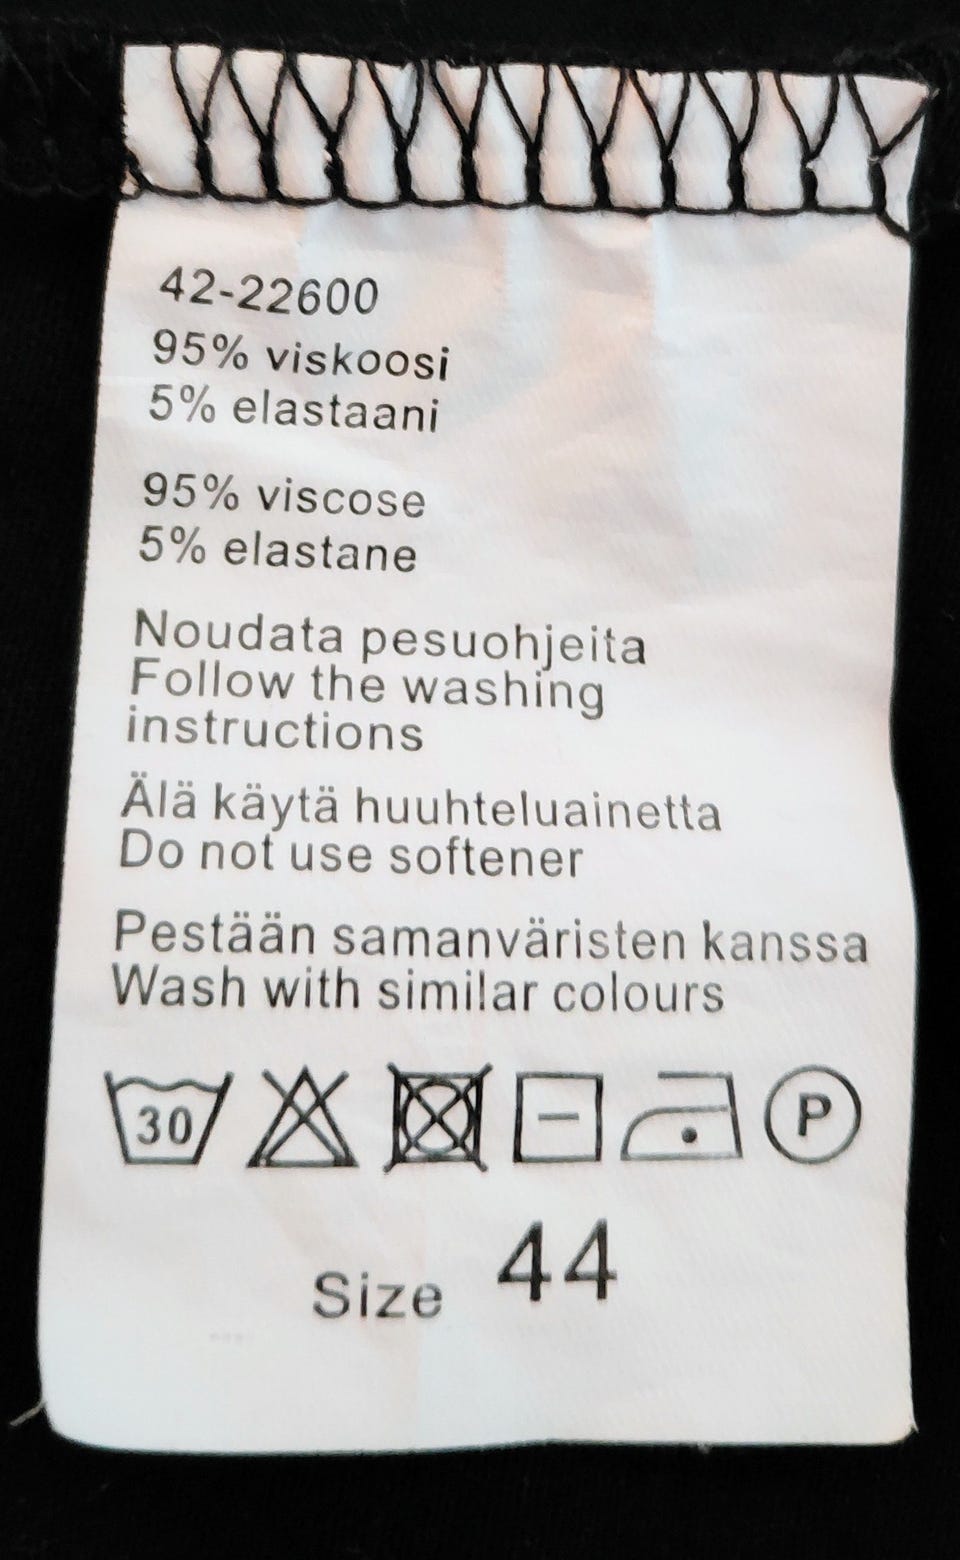 42-22600
95% viskoosi
5% elastaani
95% viscose
5% elastane
Noudata pesuohjeita
Follow the washing
instructions
Älä käytä huuhteluainetta
Do not use softener
Pestään samanväristen kanssa
Wash with similar colours
30 P
Size 44